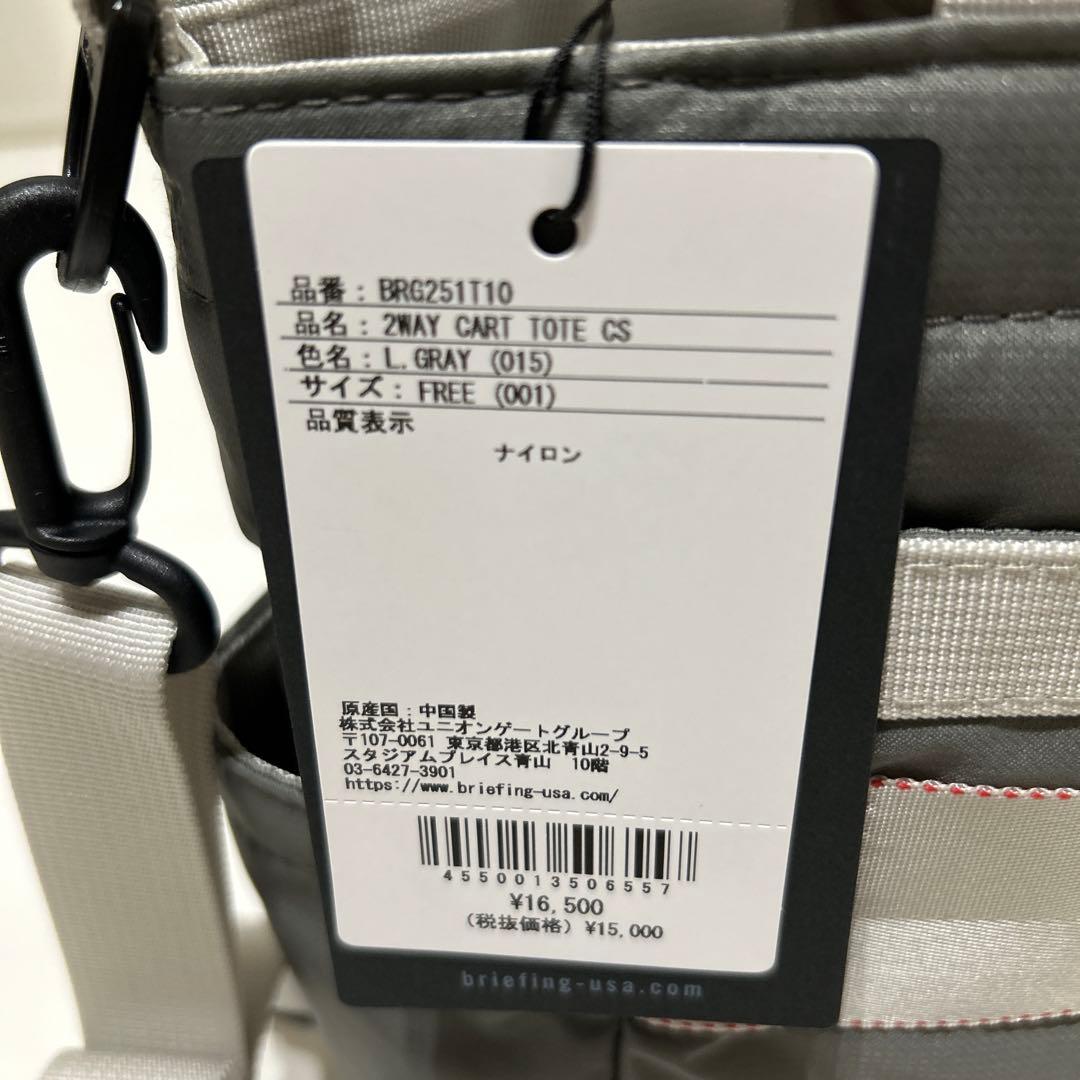 品番：BRG251T10
品名：2WAY CART TOTE CS
色名：L.GRAY (015)
サイズ：FREE (001)
品質表示
ナイロン
原産国：中国製
株式会社ユニオンゲートグループ
〒107-0061 東京都港区北青山2-9-5
スタジアムプレイス青山 10階
03-6427-3901
https://www.briefing-usa.com/
4550013506557
¥16,500
(税抜価格) ¥15,000
briefing-usa.com